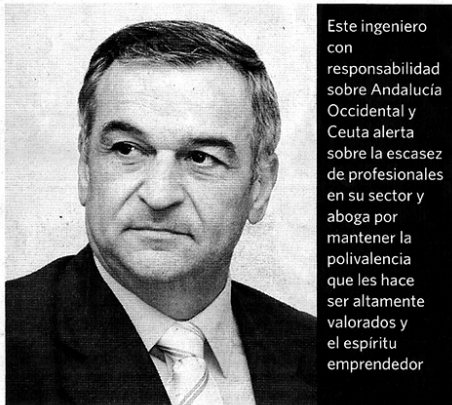 Este ingeniero
con
responsabilidad
sobre Andalucía
Occidental y
Ceuta alerta
sobre la escasez
de profesionales
en su sector y
aboga por
mantener la
polivalencia
que les hace
ser altamente
valorados y
el espíritu
emprendedor